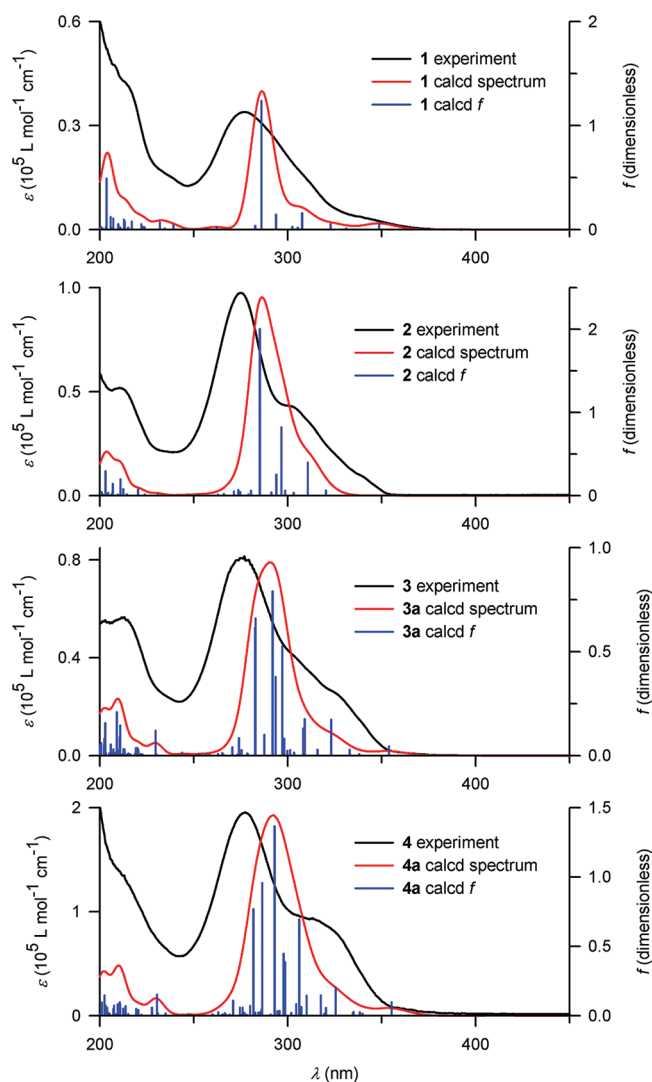 0.6
0.3
0.0
ε (10⁵ L mol⁻¹ cm⁻¹)
1 experiment
1 calcd spectrum
1 calcd f
2
1
0
f (dimensionless)
200 300 400
1.0
0.5
0.0
ε (10⁵ L mol⁻¹ cm⁻¹)
2 experiment
2 calcd spectrum
2 calcd f
2
1
0
f (dimensionless)
200 300 400
0.8
0.4
0.0
ε (10⁵ L mol⁻¹ cm⁻¹)
3 experiment
3a calcd spectrum
3a calcd f
1.0
0.5
0.0
f (dimensionless)
200 300 400
2
1
0
ε (10⁵ L mol⁻¹ cm⁻¹)
4 experiment
4a calcd spectrum
4a calcd f
1.5
1.0
0.5
0.0
f (dimensionless)
200 300 400
λ (nm)